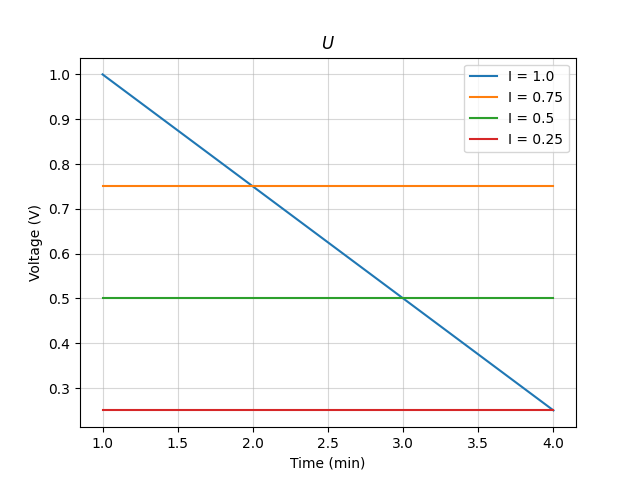 U
I = 1.0
I = 0.75
I = 0.5
I = 0.25
Voltage (V)
1.0
0.9
0.8
0.7
0.6
0.5
0.4
0.3
1.0 1.5 2.0 2.5 3.0 3.5 4.0
Time (min)